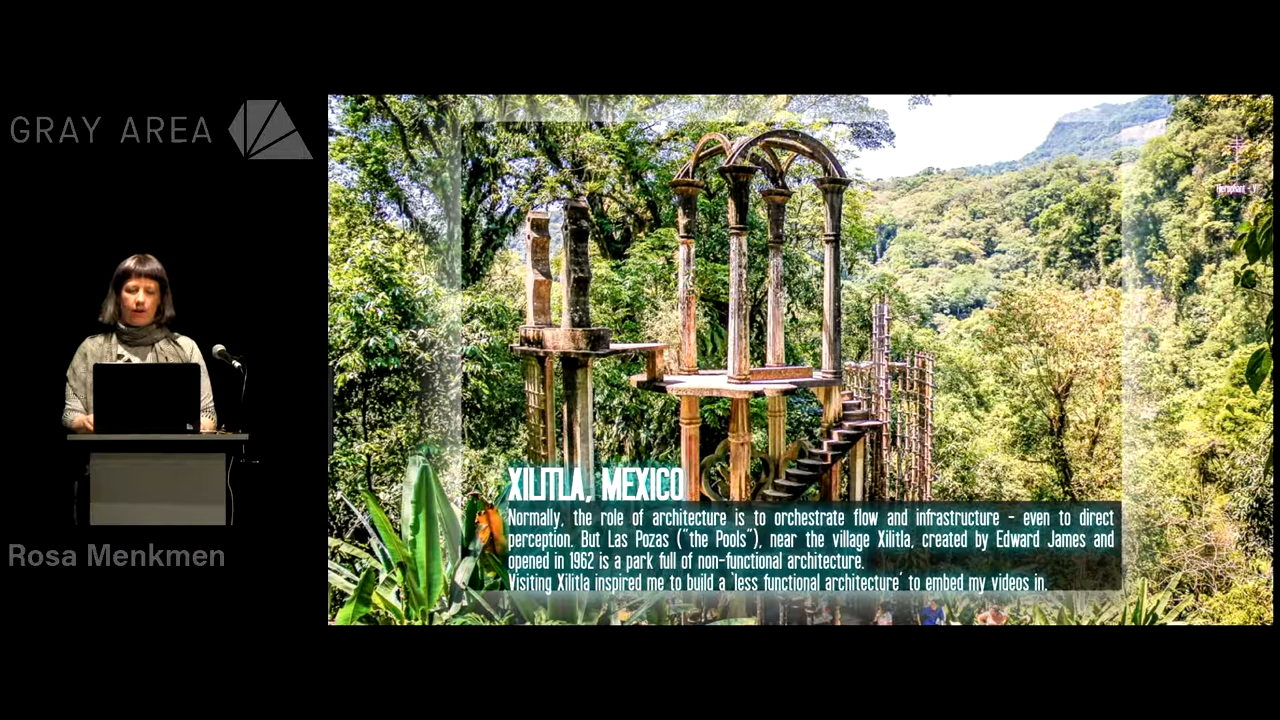 GRAY AREA
Hierophant - V
XILITLA, MEXICO
Normally, the role of architecture is to orchestrate flow and infrastructure - even to direct
perception. But Las Pozas ("the Pools"), near the village Xilitla, created by Edward James and
opened in 1962 is a park full of non-functional architecture.
Visiting Xilitla inspired me to build a `less functional architecture´ to embed my videos in.
Rosa Menkmen